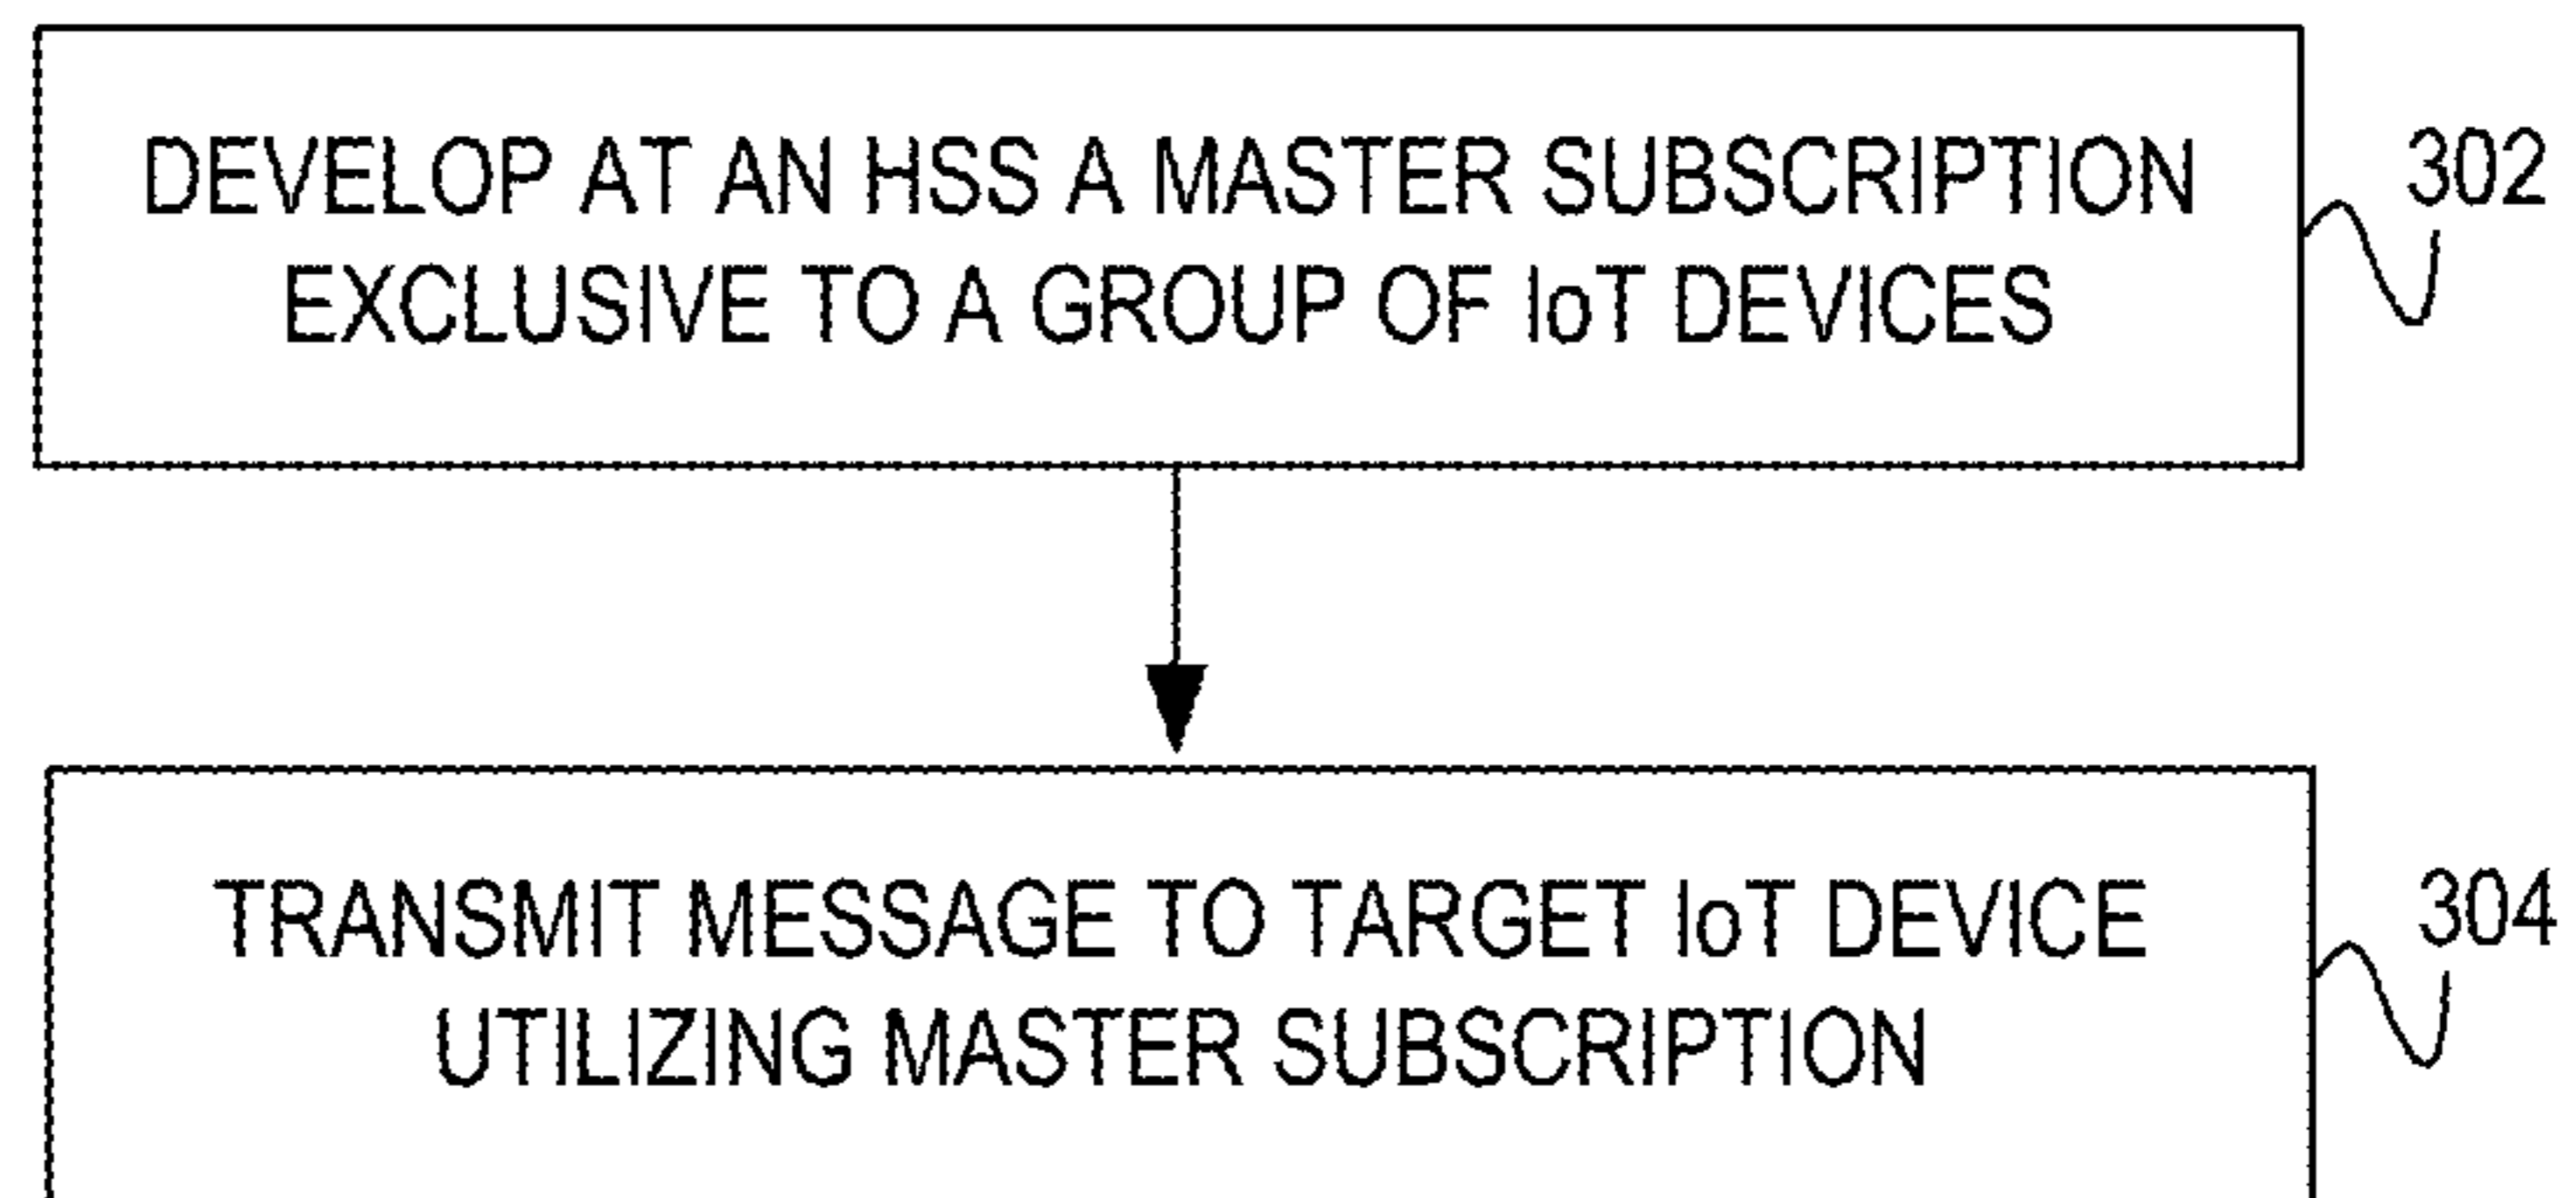 DEVELOP AT AN HSS A MASTER SUBSCRIPTION
EXCLUSIVE TO A GROUP OF IoT DEVICES
302
TRANSMIT MESSAGE TO TARGET IoT DEVICE
UTILIZING MASTER SUBSCRIPTION
304